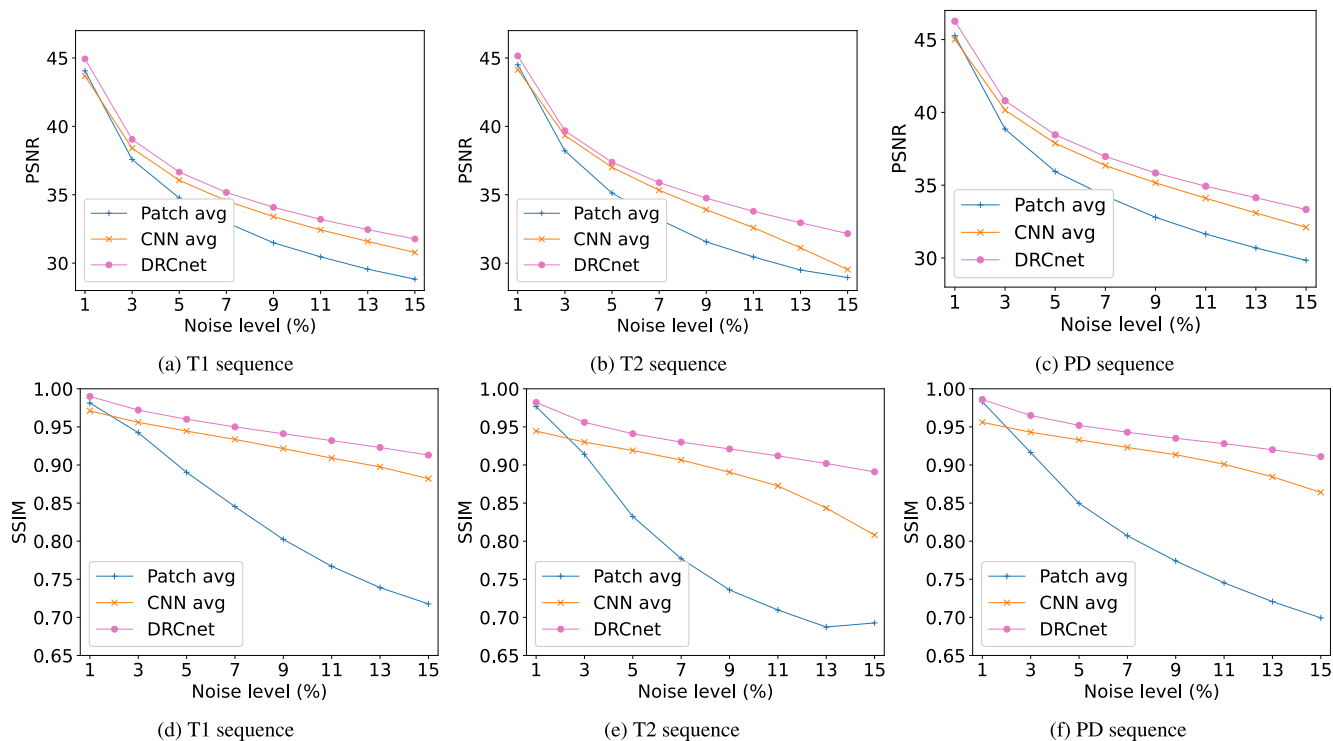 PSNR
45
40
35
30
Patch avg
CNN avg
DRCnet
1 3 5 7 9 11 13 15
Noise level (%)
(a) T1 sequence
PSNR
45
40
35
30
Patch avg
CNN avg
DRCnet
1 3 5 7 9 11 13 15
Noise level (%)
(b) T2 sequence
PSNR
45
40
35
30
Patch avg
CNN avg
DRCnet
1 3 5 7 9 11 13 15
Noise level (%)
(c) PD sequence
SSIM
1.00
0.95
0.90
0.85
0.80
0.75
0.70
0.65
Patch avg
CNN avg
DRCnet
1 3 5 7 9 11 13 15
Noise level (%)
(d) T1 sequence
SSIM
1.00
0.95
0.90
0.85
0.80
0.75
0.70
0.65
Patch avg
CNN avg
DRCnet
1 3 5 7 9 11 13 15
Noise level (%)
(e) T2 sequence
SSIM
1.00
0.95
0.90
0.85
0.80
0.75
0.70
0.65
Patch avg
CNN avg
DRCnet
1 3 5 7 9 11 13 15
Noise level (%)
(f) PD sequence